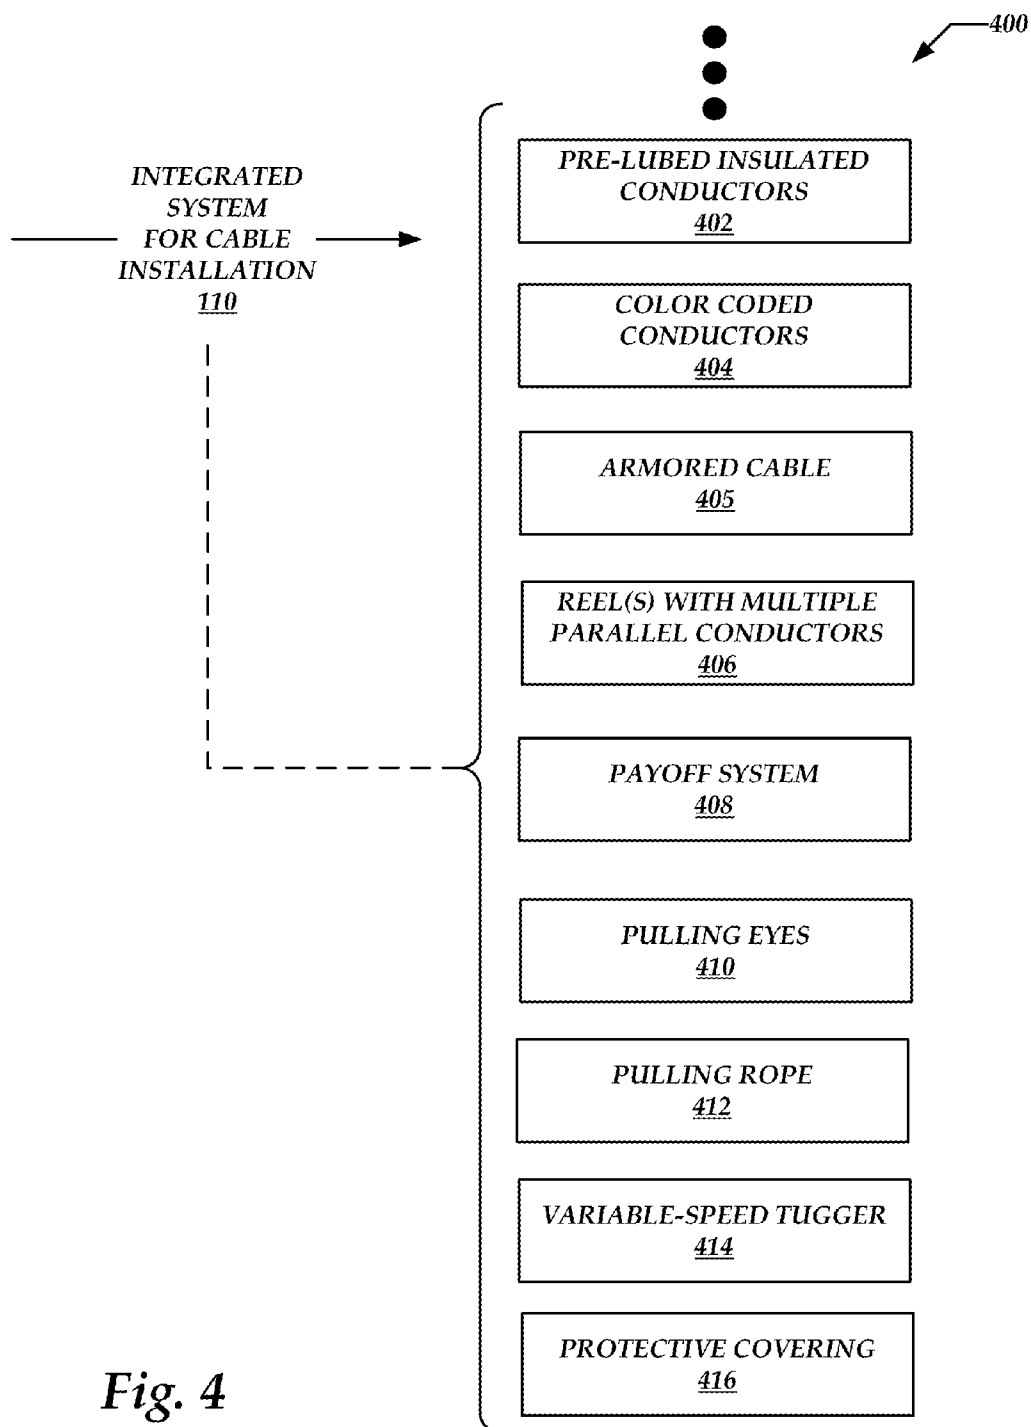 400
INTEGRATED
SYSTEM
FOR CABLE
INSTALLATION
110
PRE-LUBED INSULATED
CONDUCTORS
402
COLOR CODED
CONDUCTORS
404
ARMORED CABLE
405
REEL(S) WITH MULTIPLE
PARALLEL CONDUCTORS
406
PAYOFF SYSTEM
408
PULLING EYES
410
PULLING ROPE
412
VARIABLE-SPEED TUGGER
414
PROTECTIVE COVERING
416
Fig. 4